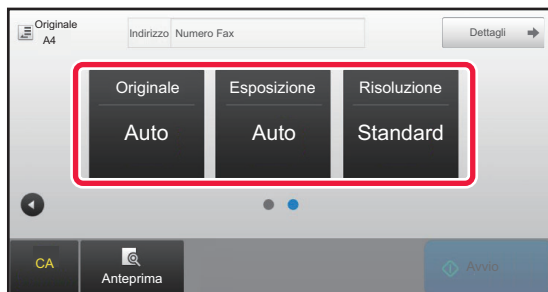 Originale
A4
Indirizzo Numero Fax
Dettagli
Originale
Auto
Esposizione
Auto
Risoluzione
Standard
CA
Anteprima
Avvio